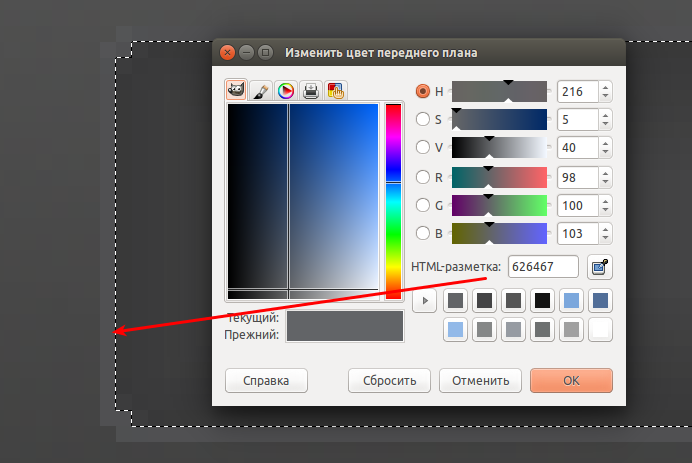 Изменить цвет переднего плана
H 216
S 5
V 40
R 98
G 100
B 103
HTML-разметка: 626467
Текущий:
Прежний:
Справка Сбросить Отменить OK